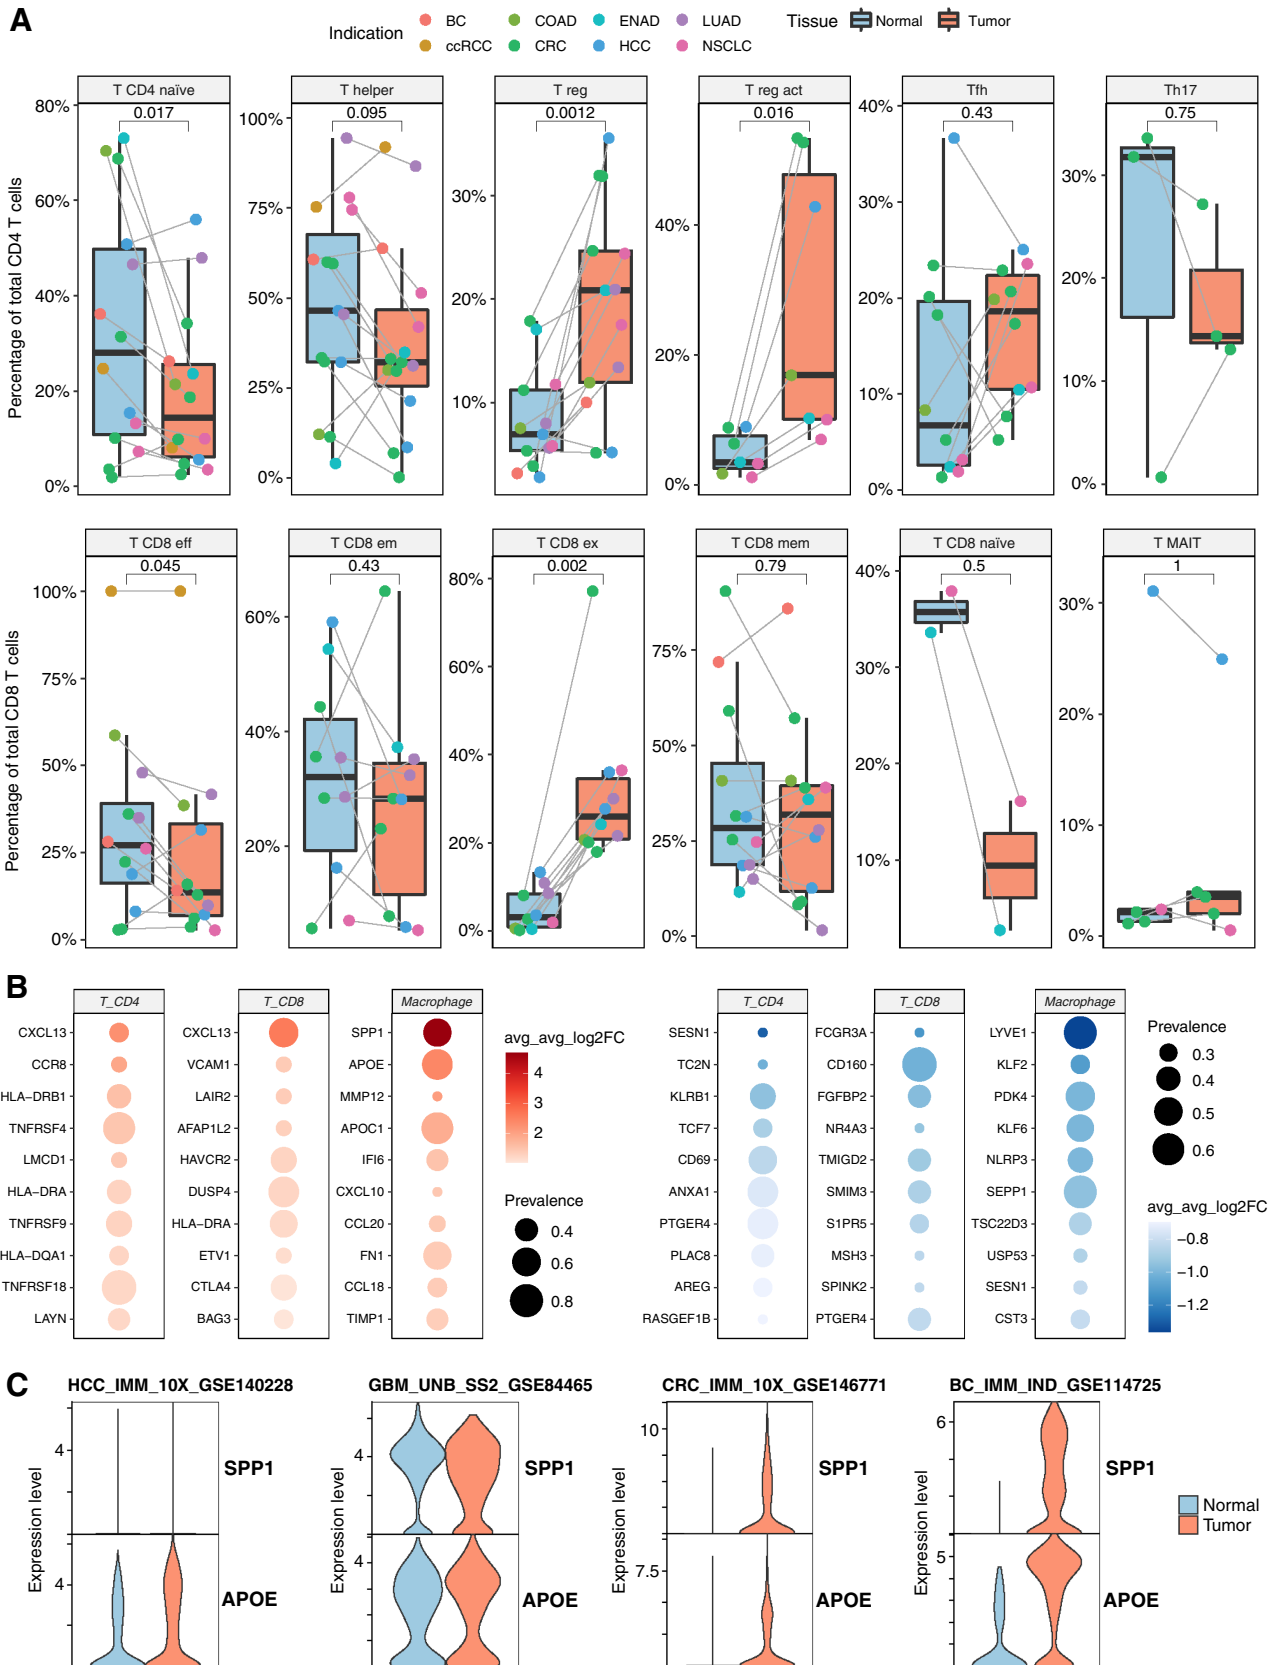 A
Indication
BC
COAD
ENAD
LUAD
ccRCC
CRC
HCC
NSCLC
Tissue
Normal
Tumor
Percentage of total CD4 T cells
T CD4 naïve
0.017
80%
60%
40%
20%
0%
T helper
0.095
100%
75%
50%
25%
0%
T reg
0.0012
30%
20%
10%
T reg act
0.016
40%
20%
0%
Tfh
0.43
40%
30%
20%
10%
0%
Th17
0.75
30%
20%
10%
0%
Percentage of total CD8 T cells
T CD8 eff
0.045
100%
75%
50%
25%
0%
T CD8 em
0.43
60%
40%
20%
T CD8 ex
0.002
80%
60%
40%
20%
0%
T CD8 mem
0.79
75%
50%
25%
0%
T CD8 naïve
0.5
40%
30%
20%
10%
T MAIT
1
30%
20%
10%
0%
B
T_CD4
CXCL13
CCR8
HLA−DRB1
TNFRSF4
LMCD1
HLA−DRA
TNFRSF9
HLA−DQA1
TNFRSF18
LAYN
T_CD8
CXCL13
VCAM1
LAIR2
AFAP1L2
HAVCR2
DUSP4
HLA−DRA
ETV1
CTLA4
BAG3
Macrophage
SPP1
APOE
MMP12
APOC1
IFI6
CXCL10
CCL20
FN1
CCL18
TIMP1
avg_avg_log2FC
4
3
2
Prevalence
0.4
0.6
0.8
T_CD4
SESN1
TC2N
KLRB1
TCF7
CD69
ANXA1
PTGER4
PLAC8
AREG
RASGEF1B
T_CD8
FCGR3A
CD160
FGFBP2
NR4A3
TMIGD2
SMIM3
S1PR5
MSH3
SPINK2
PTGER4
Macrophage
LYVE1
KLF2
PDK4
KLF6
NLRP3
SEPP1
TSC22D3
USP53
SESN1
CST3
Prevalence
0.3
0.4
0.5
0.6
avg_avg_log2FC
−0.8
−1.0
−1.2
C
HCC_IMM_10X_GSE140228
Expression level
4
SPP1
4
APOE
GBM_UNB_SS2_GSE84465
Expression level
4
SPP1
4
APOE
CRC_IMM_10X_GSE146771
Expression level
10
SPP1
7.5
APOE
BC_IMM_IND_GSE114725
Expression level
6
SPP1
5
APOE
Normal
Tumor